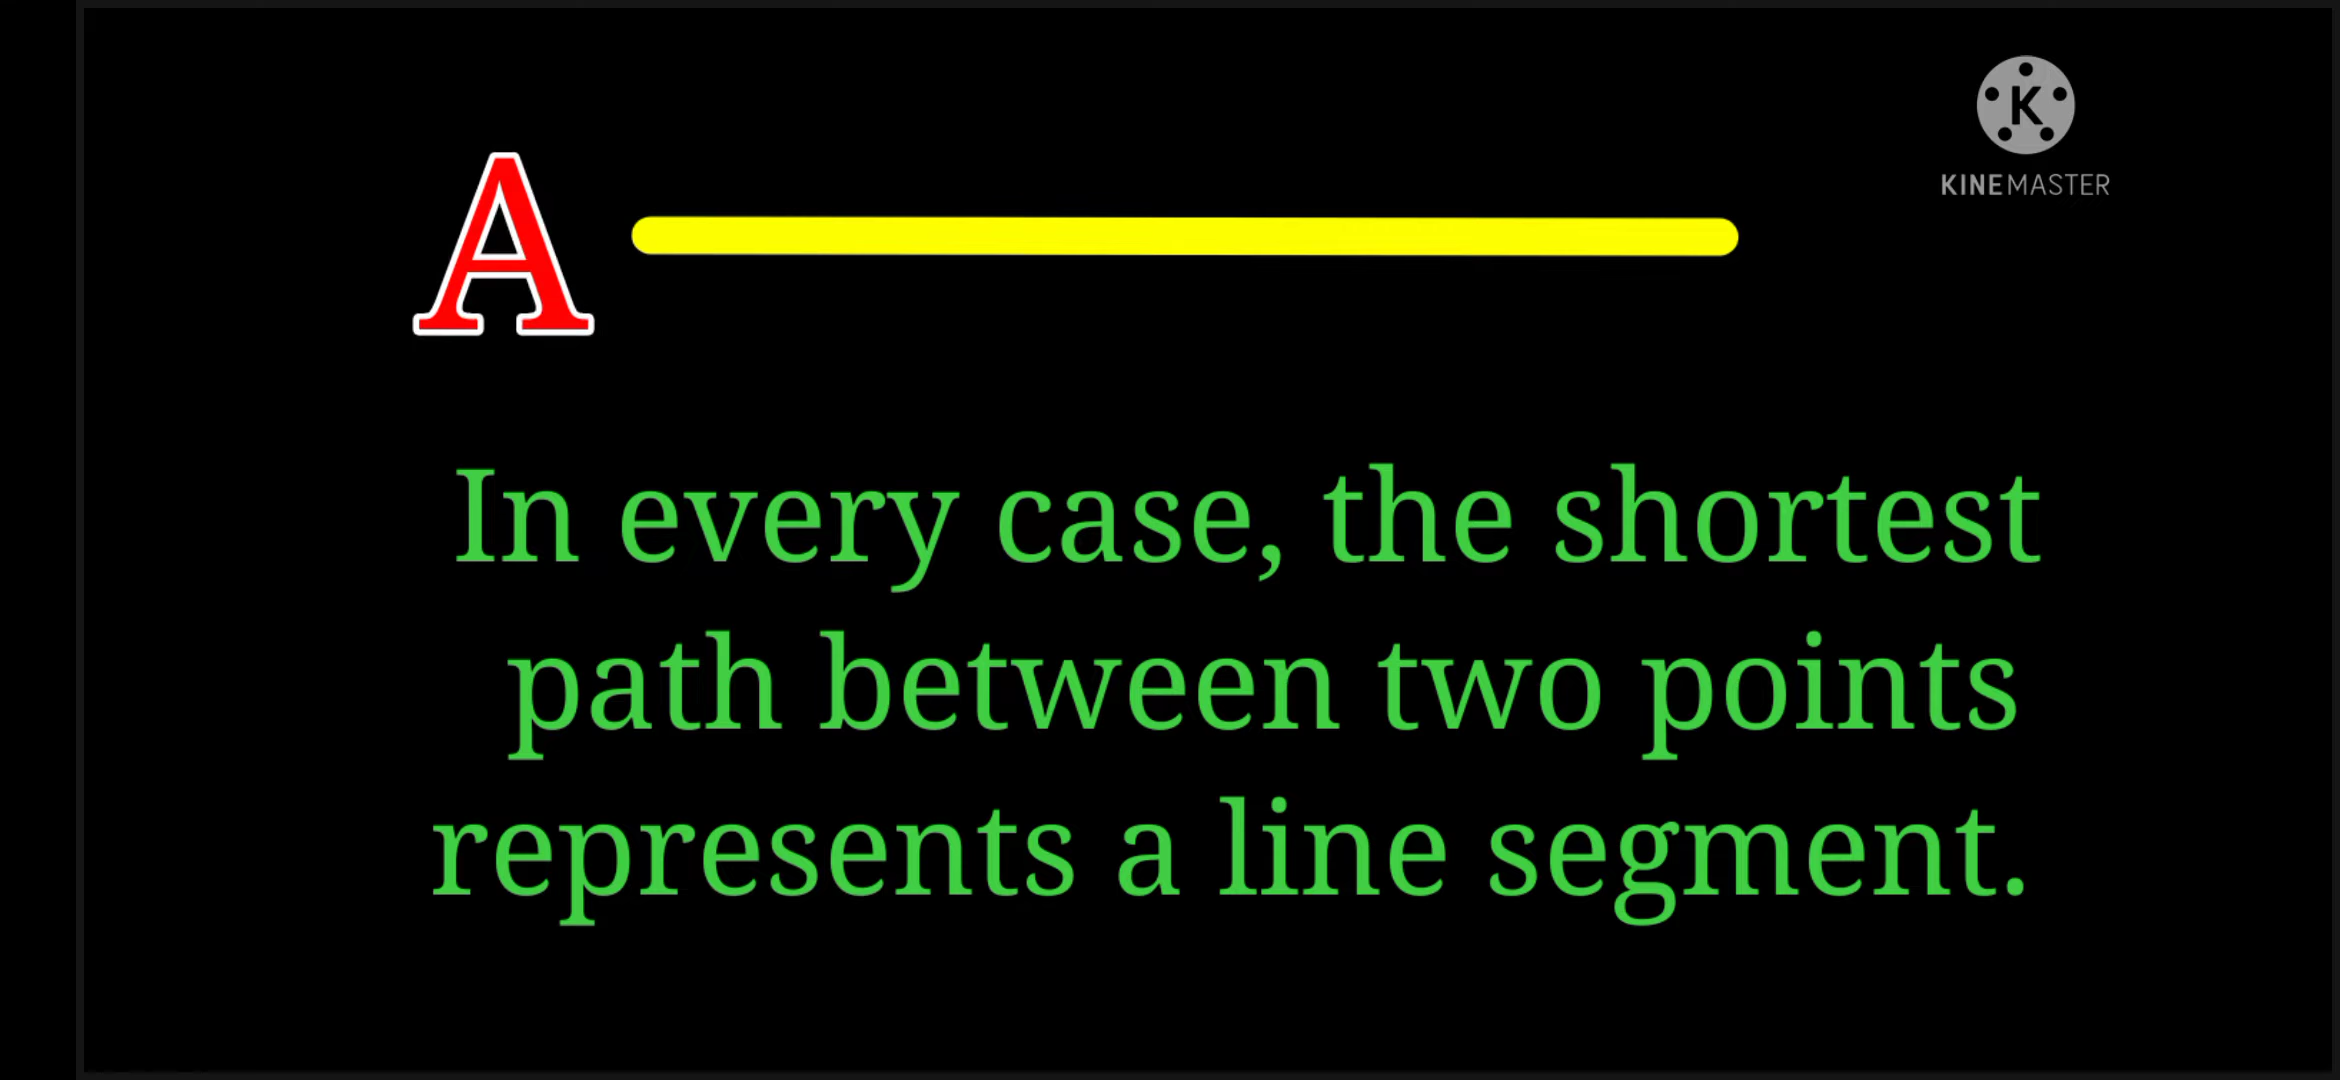 K
KINEMASTER
A
In every case, the shortest
path between two points
represents a line segment.